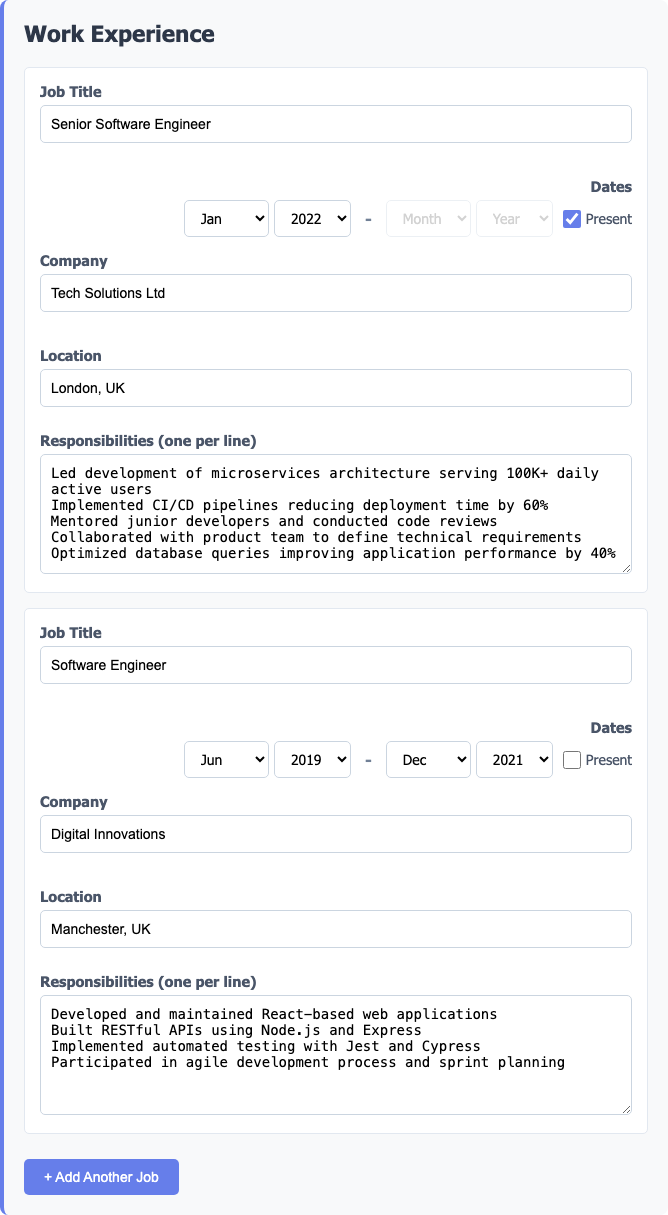 Work Experience
Job Title
Senior Software Engineer
Dates
Jan 2022 - Month Year Present
Company
Tech Solutions Ltd
Location
London, UK
Responsibilities (one per line)
Led development of microservices architecture serving 100K+ daily
active users
Implemented CI/CD pipelines reducing deployment time by 60%
Mentored junior developers and conducted code reviews
Collaborated with product team to define technical requirements
Optimized database queries improving application performance by 40%
Job Title
Software Engineer
Dates
Jun 2019 - Dec 2021 Present
Company
Digital Innovations
Location
Manchester, UK
Responsibilities (one per line)
Developed and maintained React-based web applications
Built RESTful APIs using Node.js and Express
Implemented automated testing with Jest and Cypress
Participated in agile development process and sprint planning
+ Add Another Job